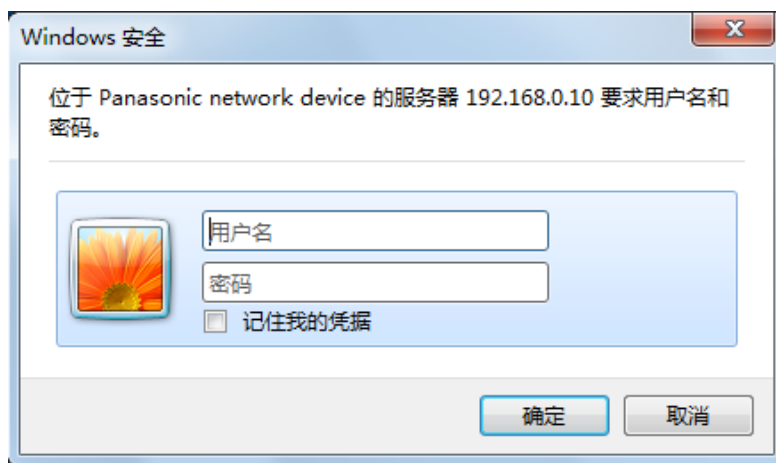 Windows 安全
位于 Panasonic network device 的服务器 192.168.0.10 要求用户名和
密码。
用户名
密码
记住我的凭据
确定
取消